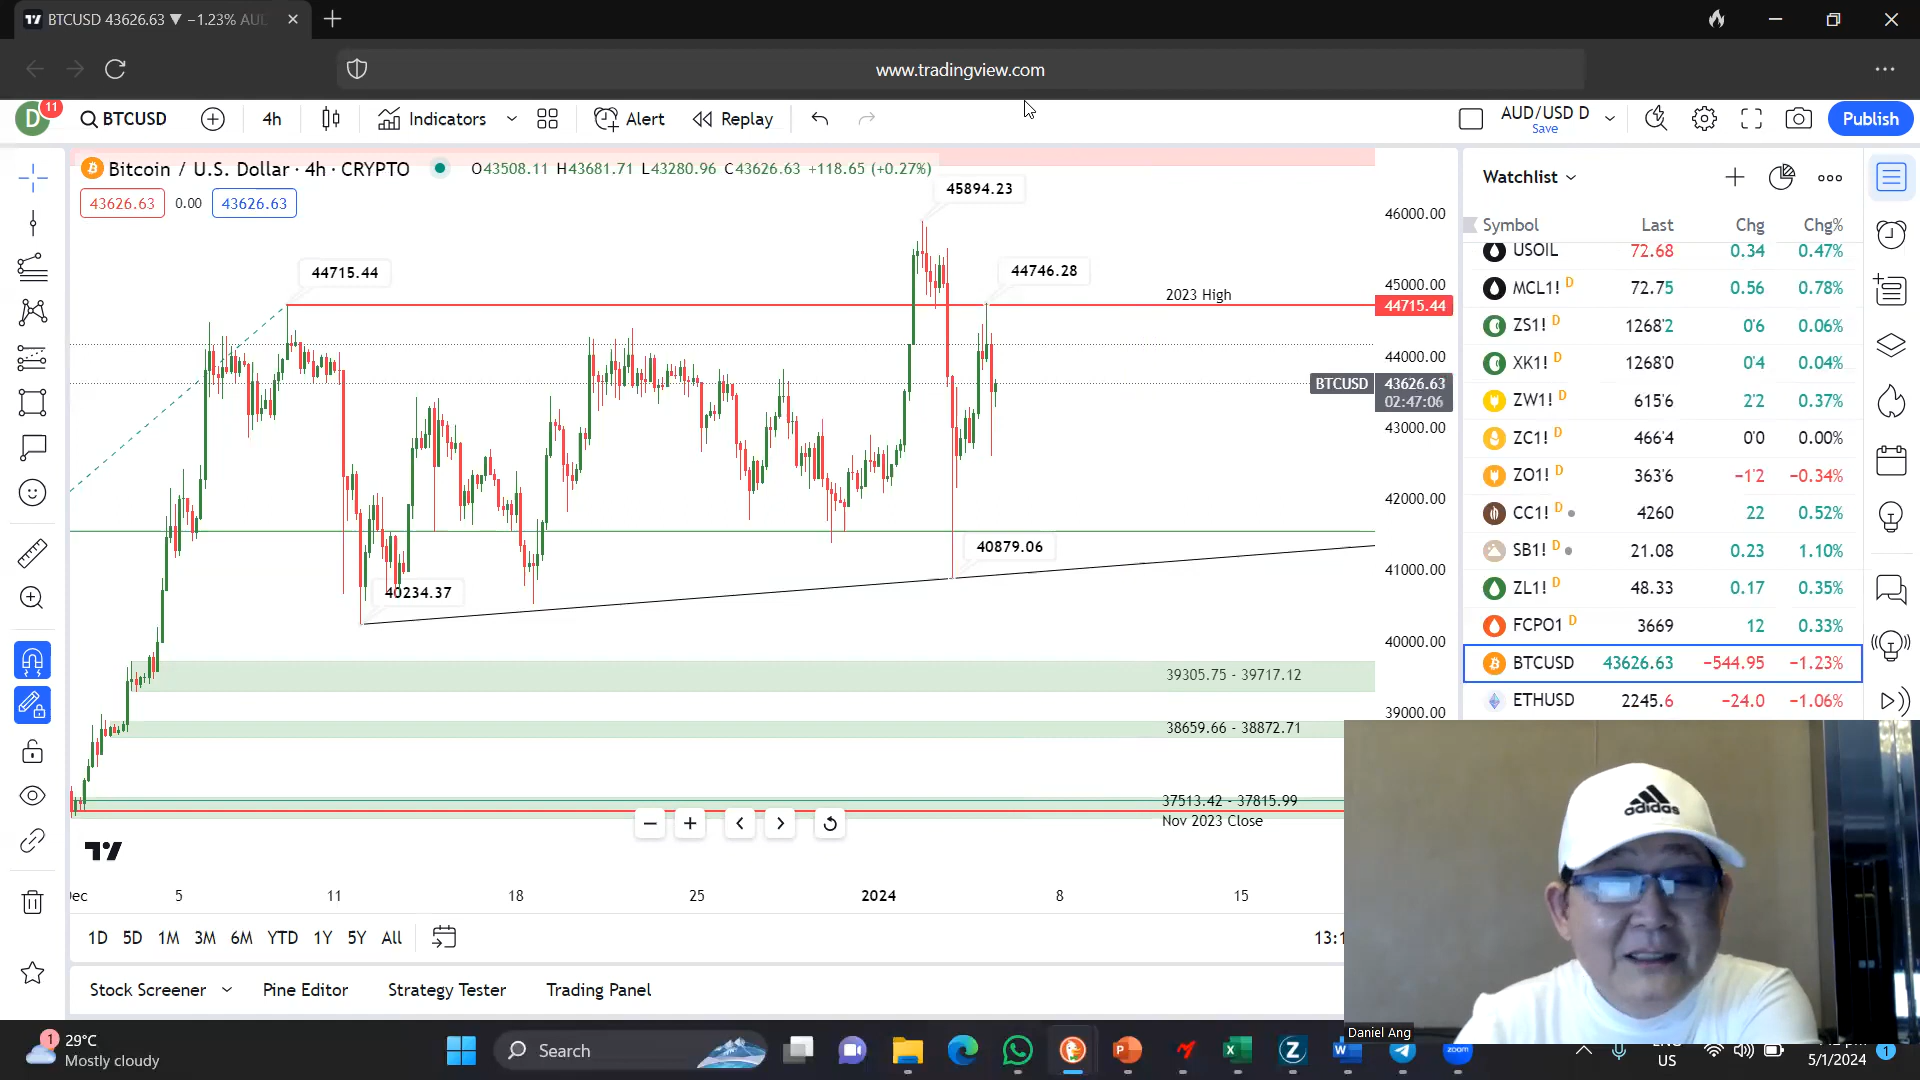 BTCUSD 43626.63 ▼ −1.23% AUD
www.tradingview.com
D 11 BTCUSD 4h Indicators Alert Replay AUD/USD D Save Publish
Bitcoin / U.S. Dollar · 4h · CRYPTO O43508.11 H43681.71 L43280.96 C43626.63 +118.65 (+0.27%)
43626.63 0.00 43626.63
45894.23
44715.44
44746.28
2023 High
40879.06
40234.37
39305.75 - 39717.12
38659.66 - 38872.71
37513.42 - 37815.99
Nov 2023 Close
46000.00
45000.00
44715.44
44000.00
BTCUSD 43626.63
02:47:06
43000.00
42000.00
41000.00
40000.00
39000.00
5 11 18 25 2024 8 15
1D 5D 1M 3M 6M YTD 1Y 5Y All
Stock Screener Pine Editor Strategy Tester Trading Panel
Watchlist
Symbol Last Chg Chg%
USOIL 72.68 0.34 0.47%
MCL1! D 72.75 0.56 0.78%
ZS1! D 1268'2 0'6 0.06%
XK1! D 1268'0 0'4 0.04%
ZW1! D 615'6 2'2 0.37%
ZC1! D 466'4 0'0 0.00%
ZO1! D 363'6 −1'2 −0.34%
CC1! D 4260 22 0.52%
SB1! D 21.08 0.23 1.10%
ZL1! D 48.33 0.17 0.35%
FCPO1 D 3669 12 0.33%
BTCUSD 43626.63 −544.95 −1.23%
ETHUSD 2245.6 −24.0 −1.06%
adidas
Daniel Ang
1 29°C
Mostly cloudy
Search
zoom
US
5/1/2024 1